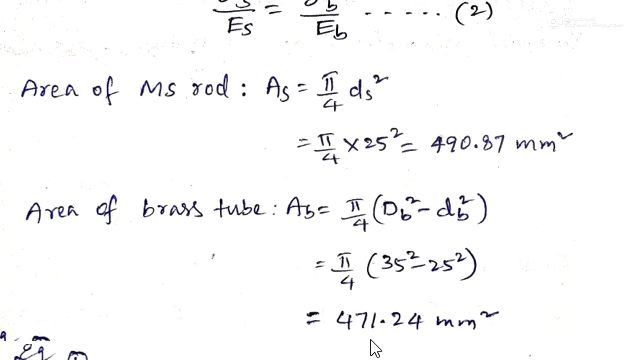 Es = Eb ----- (2)
Area of MS rod : As = π/4 ds²
= π/4 × 25² = 490.87 mm²
Area of brass tube : Ab = π/4 (Db² - db²)
= π/4 (35² - 25²)
= 471.24 mm²